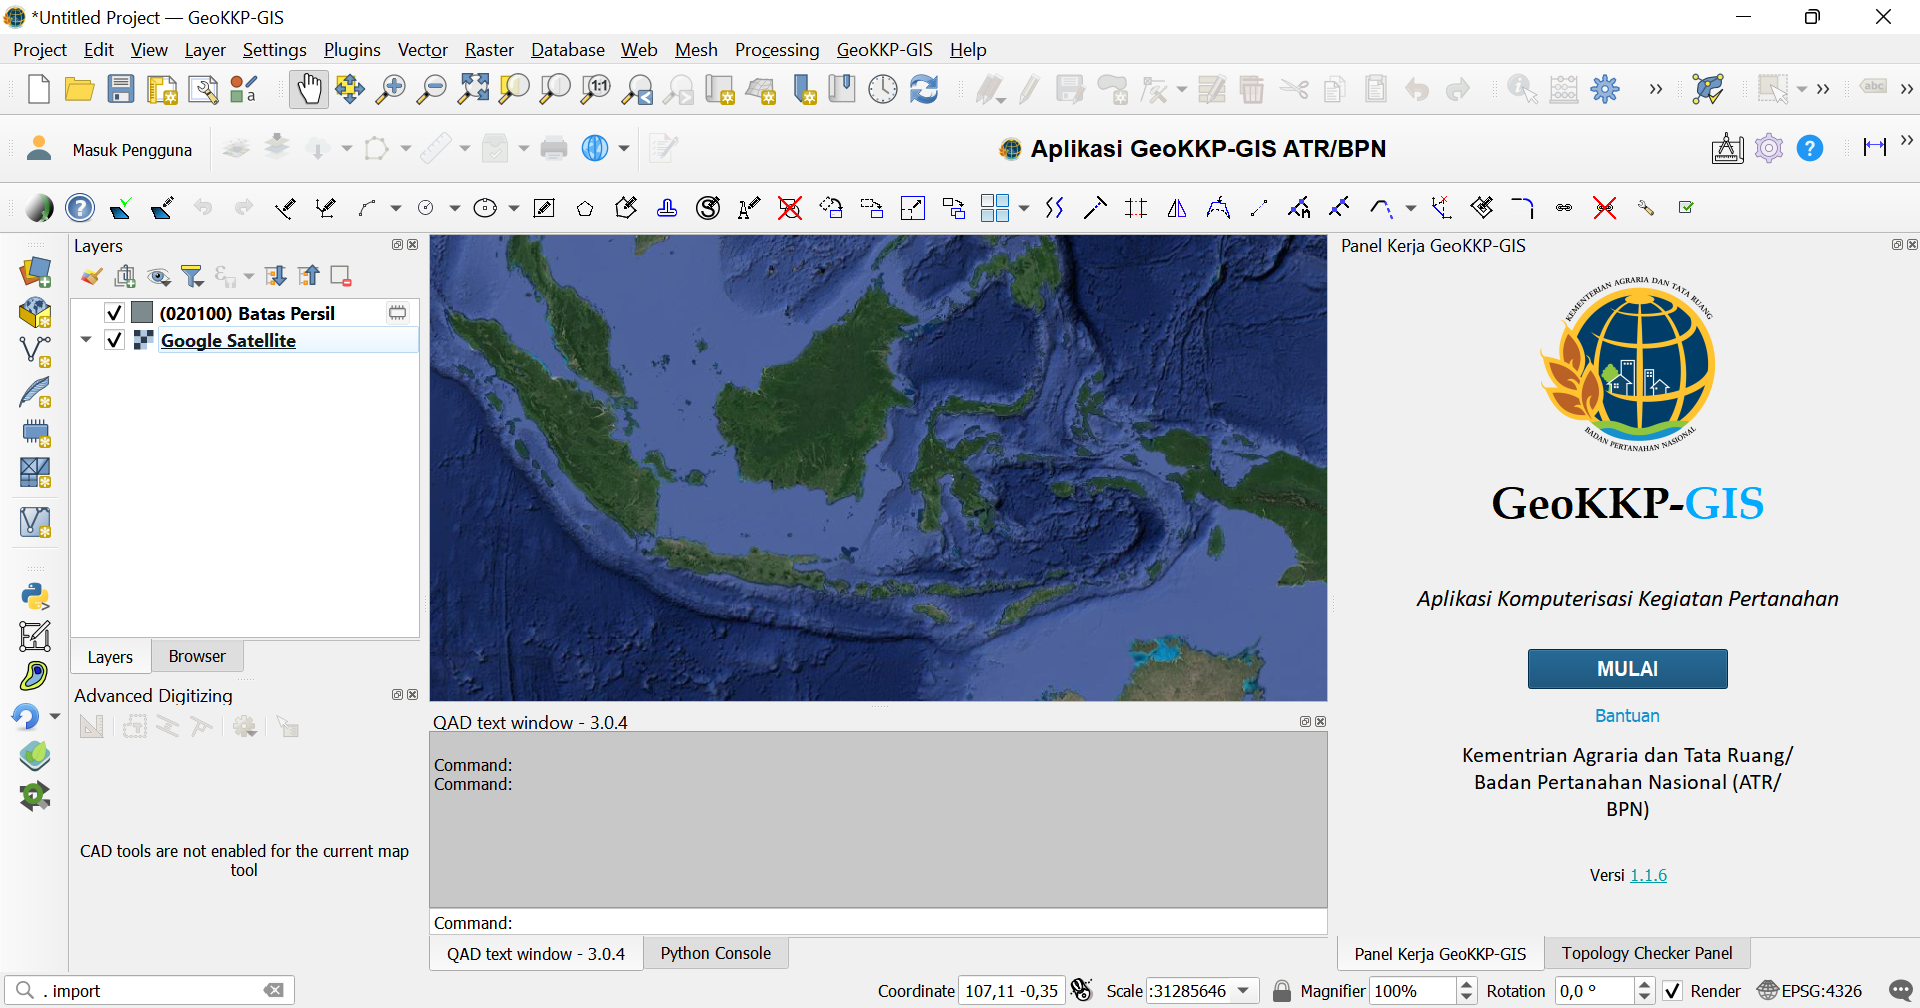 *Untitled Project — GeoKKP-GIS
Project Edit View Layer Settings Plugins Vector Raster Database Web Mesh Processing GeoKKP-GIS Help
a
1:1
abc
Masuk Pengguna
Aplikasi GeoKKP-GIS ATR/BPN
Layers
Panel Kerja GeoKKP-GIS
(020100) Batas Persil
Google Satellite
KEMENTERIAN AGRARIA DAN TATA RUANG
BADAN PERTANAHAN NASIONAL
GeoKKP-GIS
Aplikasi Komputerisasi Kegiatan Pertanahan
MULAI
Bantuan
Kementrian Agraria dan Tata Ruang/
Badan Pertanahan Nasional (ATR/
BPN)
Versi 1.1.6
Layers Browser
Advanced Digitizing
CAD tools are not enabled for the current map
tool
QAD text window - 3.0.4
Command:
Command:
Command:
QAD text window - 3.0.4 Python Console
Panel Kerja GeoKKP-GIS Topology Checker Panel
. import
Coordinate 107,11 -0,35 Scale :31285646 Magnifier 100% Rotation 0,0 ° Render EPSG:4326